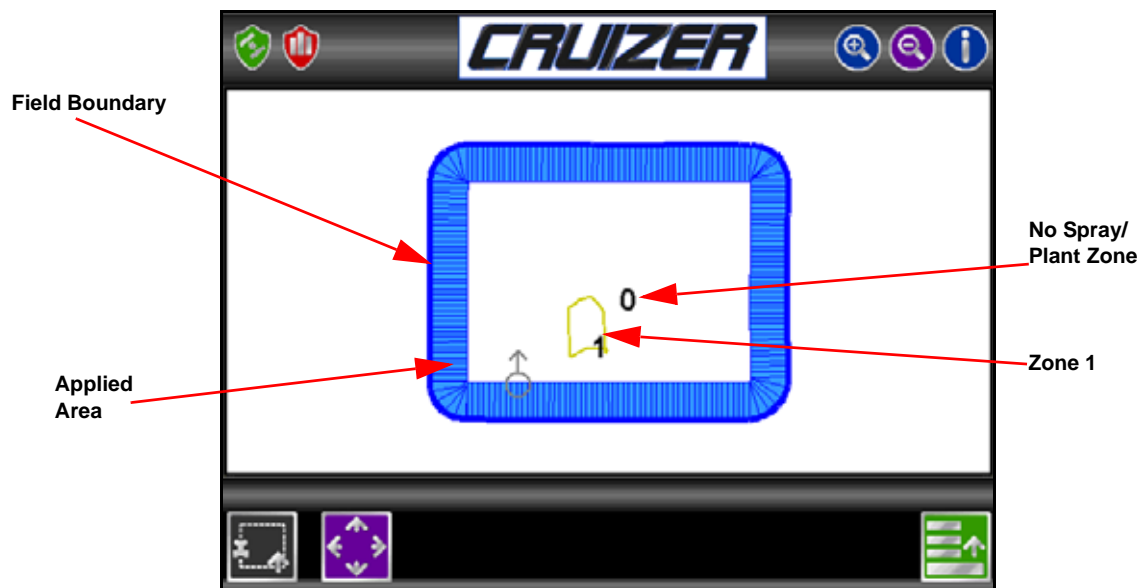 CRUIZER
Field Boundary
No Spray/
Plant Zone
0
1
Zone 1
Applied
Area